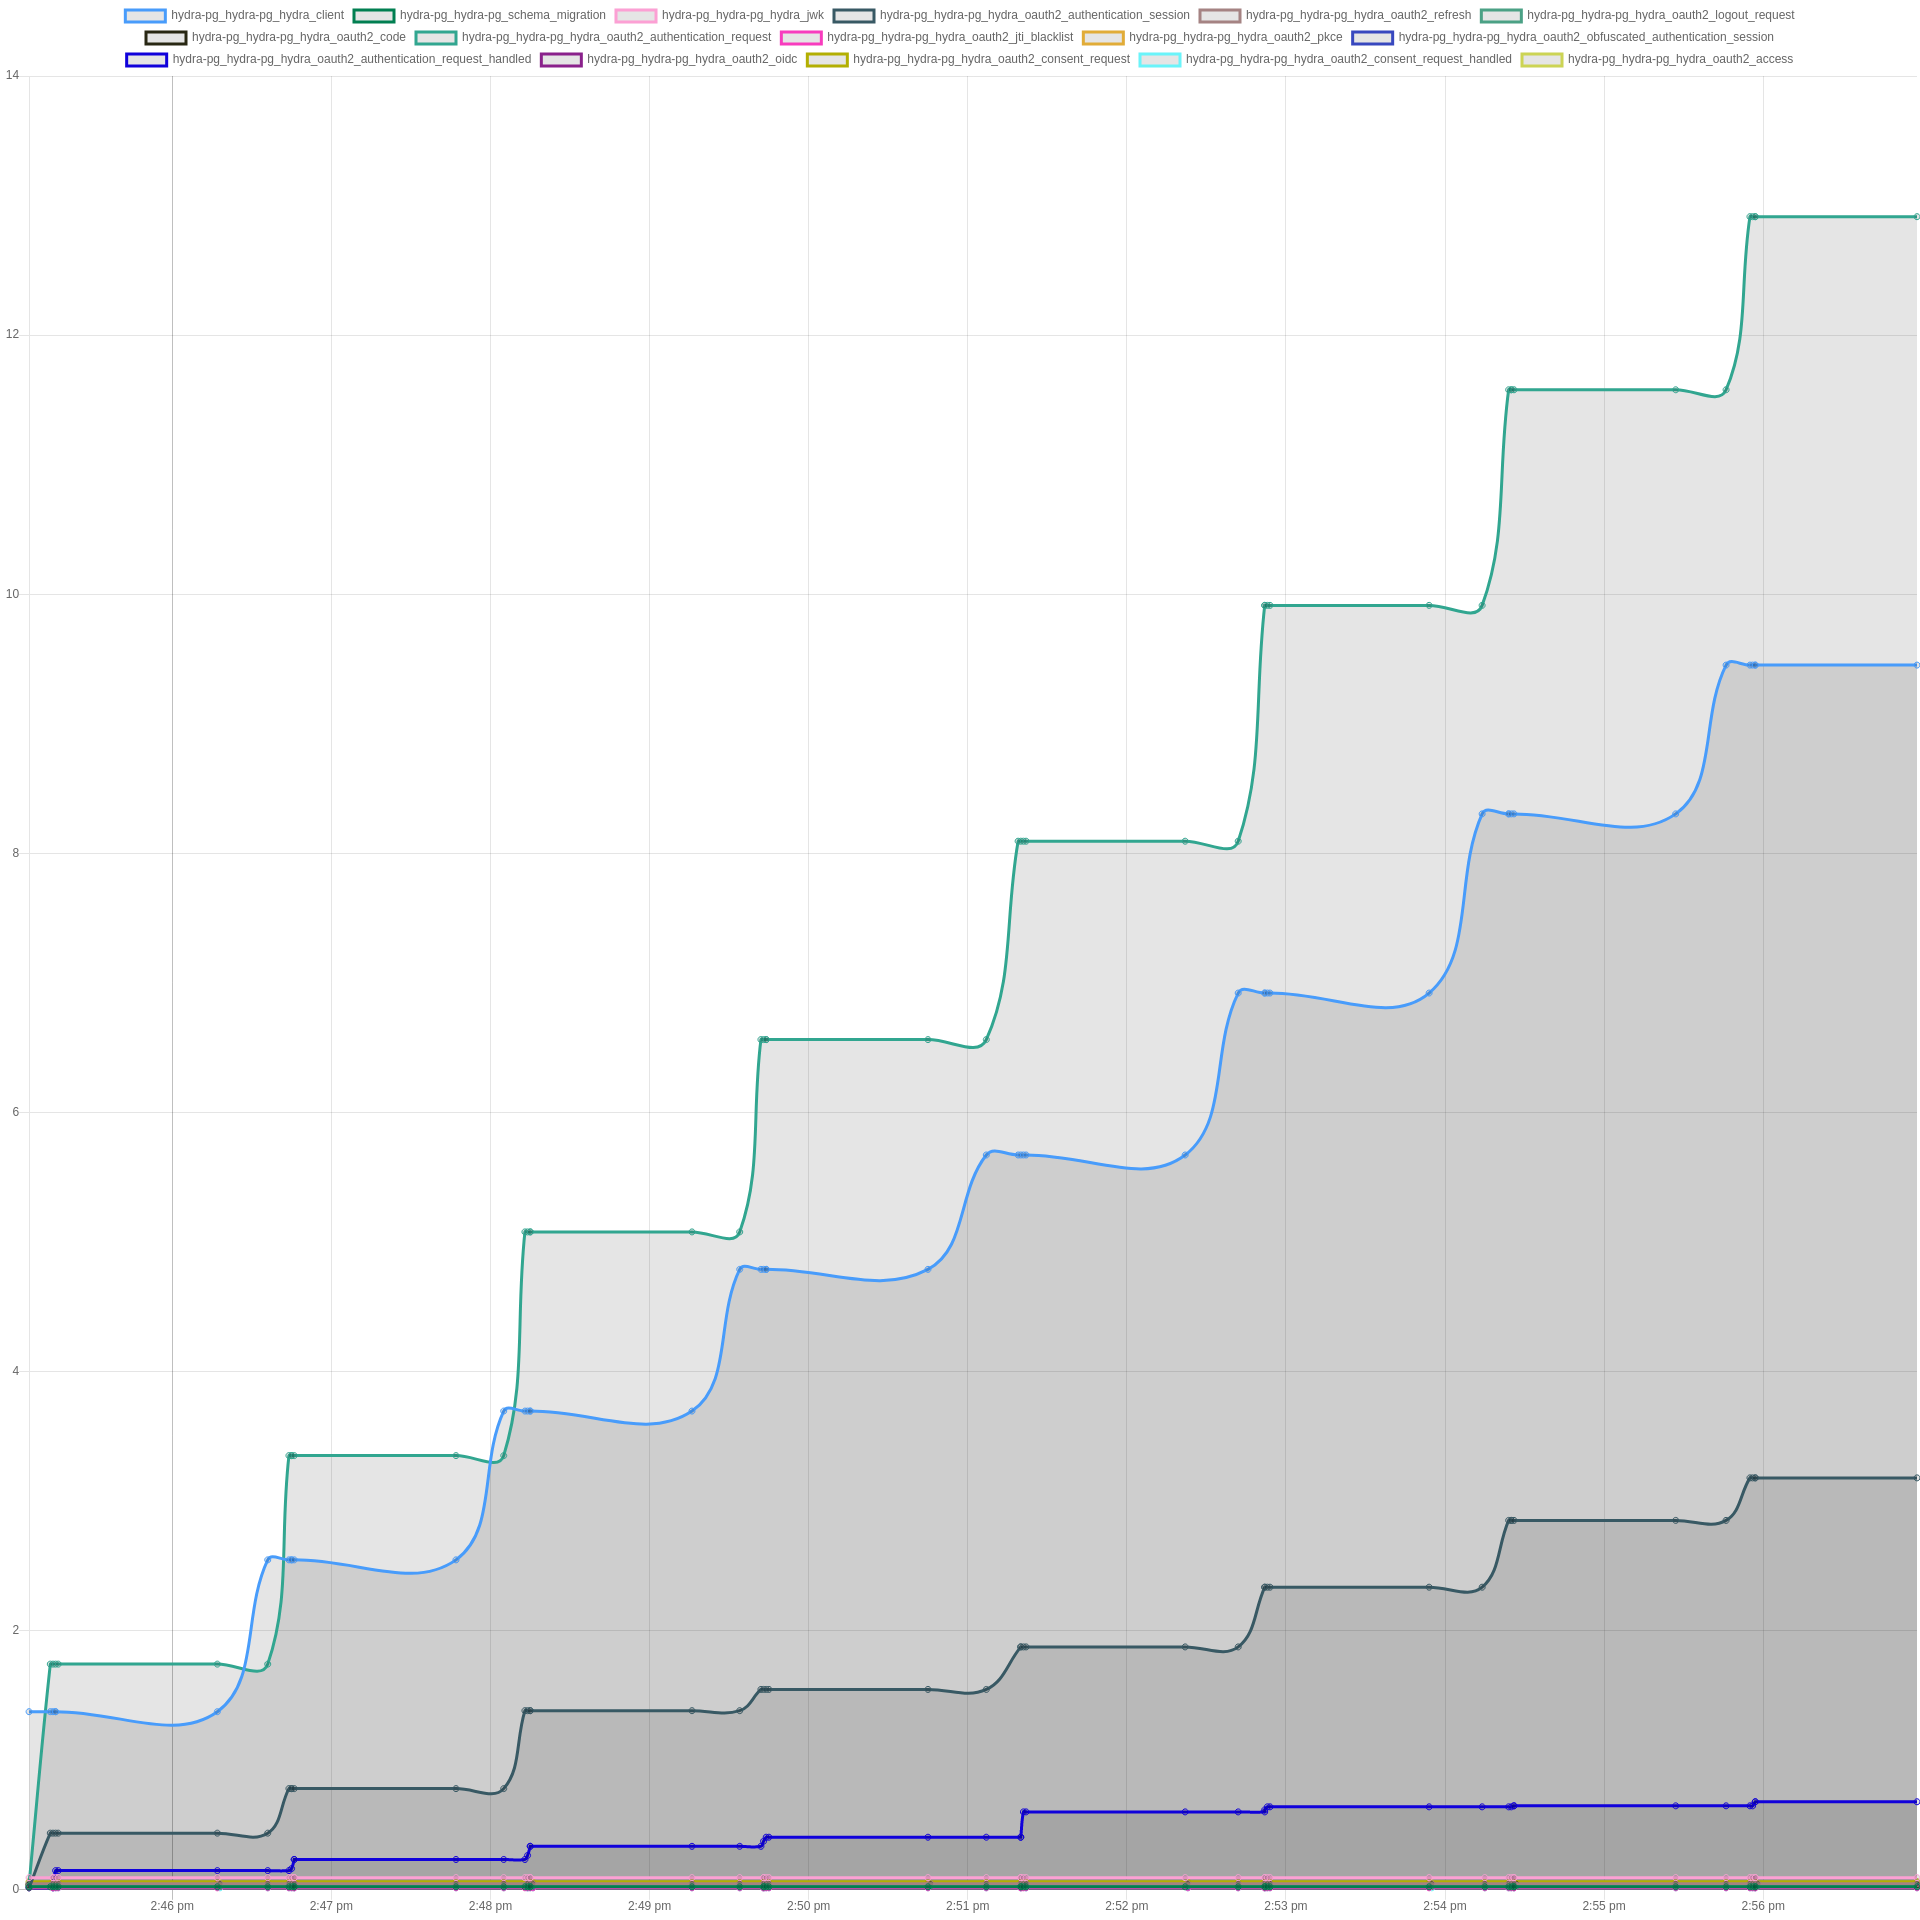 hydra-pg_hydra-pg_hydra_client hydra-pg_hydra-pg_schema_migration hydra-pg_hydra-pg_hydra_jwk hydra-pg_hydra-pg_hydra_oauth2_authentication_session hydra-pg_hydra-pg_hydra_oauth2_refresh hydra-pg_hydra-pg_hydra_oauth2_logout_request
hydra-pg_hydra-pg_hydra_oauth2_code hydra-pg_hydra-pg_hydra_oauth2_authentication_request hydra-pg_hydra-pg_hydra_oauth2_jti_blacklist hydra-pg_hydra-pg_hydra_oauth2_pkce hydra-pg_hydra-pg_hydra_oauth2_obfuscated_authentication_session
hydra-pg_hydra-pg_hydra_oauth2_authentication_request_handled hydra-pg_hydra-pg_hydra_oauth2_oidc hydra-pg_hydra-pg_hydra_oauth2_consent_request hydra-pg_hydra-pg_hydra_oauth2_consent_request_handled hydra-pg_hydra-pg_hydra_oauth2_access
14
12
10
8
6
4
2
0
2:46 pm 2:47 pm 2:48 pm 2:49 pm 2:50 pm 2:51 pm 2:52 pm 2:53 pm 2:54 pm 2:55 pm 2:56 pm